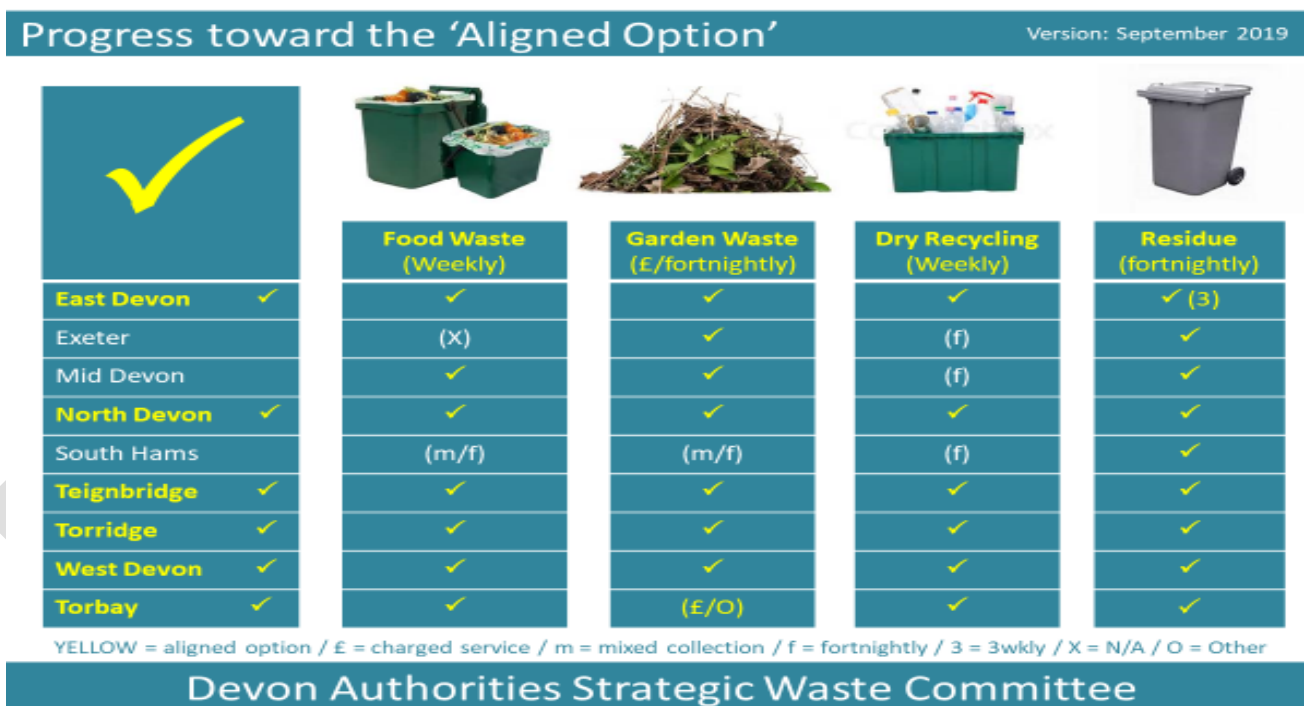 Progress toward the ‘Aligned Option’ Version: September 2019
Food Waste Garden Waste Dry Recycling Residue
(Weekly) (£/fortnightly) (Weekly) (fortnightly)
East Devon ✓ ✓ ✓ ✓ ✓ (3)
Exeter (X) ✓ (f) ✓
Mid Devon ✓ ✓ (f) ✓
North Devon ✓ ✓ ✓ ✓ ✓
South Hams (m/f) (m/f) (f) ✓
Teignbridge ✓ ✓ ✓ ✓ ✓
Torridge ✓ ✓ ✓ ✓ ✓
West Devon ✓ ✓ ✓ ✓ ✓
Torbay ✓ ✓ (£/O) ✓ ✓
YELLOW = aligned option / £ = charged service / m = mixed collection / f = fortnightly / 3 = 3wkly / X = N/A / O = Other
Devon Authorities Strategic Waste Committee